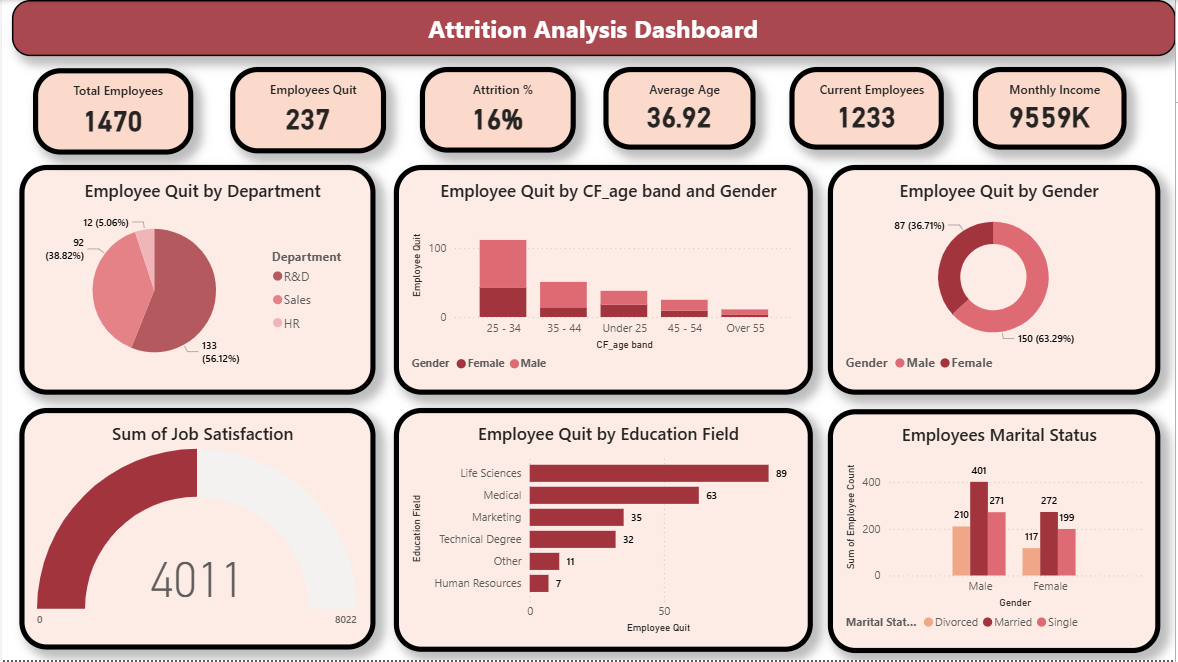 Attrition Analysis Dashboard
Total Employees
1470
Employees Quit
237
Attrition %
16%
Average Age
36.92
Current Employees
1233
Monthly Income
9559K
Employee Quit by Department
12 (5.06%)
92
(38.82%)
133
(56.12%)
Department
R&D
Sales
HR
Employee Quit by CF_age band and Gender
Employee Quit
100
0
25 - 34
35 - 44
Under 25
45 - 54
Over 55
CF_age band
Gender Female Male
Employee Quit by Gender
87 (36.71%)
150 (63.29%)
Gender Male Female
Sum of Job Satisfaction
4011
0
8022
Employee Quit by Education Field
Education Field
Life Sciences 89
Medical 63
Marketing 35
Technical Degree 32
Other 11
Human Resources 7
0
50
Employee Quit
Employees Marital Status
Sum of Employee Count
400
200
0
210
401
271
117
272
199
Male
Female
Gender
Marital Stat... Divorced Married Single